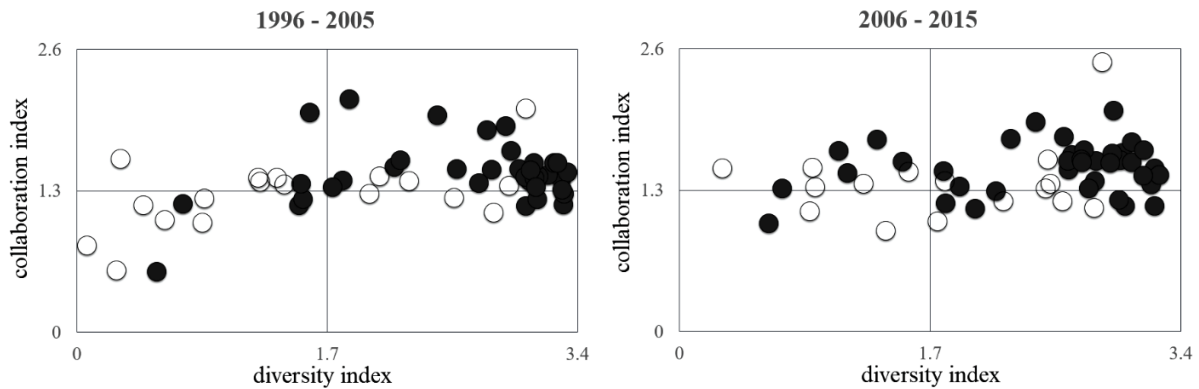 1996 - 2005
2.6
collaboration index
1.3
0
0
1.7
3.4
diversity index
2006 - 2015
2.6
collaboration index
1.3
0
0
1.7
3.4
diversity index